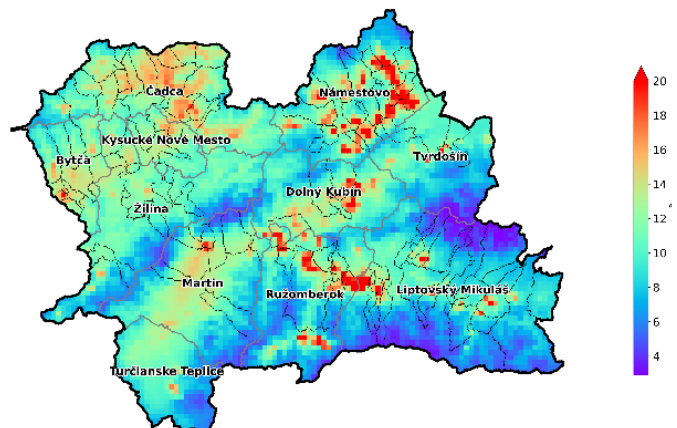 Čadca
Námestovo
Kysucké Nové Mesto
Bytča
Tvrdošín
Dolný Kubín
Žilina
Martin
Ružomberok
Liptovský Mikuláš
Turčianske Teplice
20
18
16
14
12
10
8
6
4